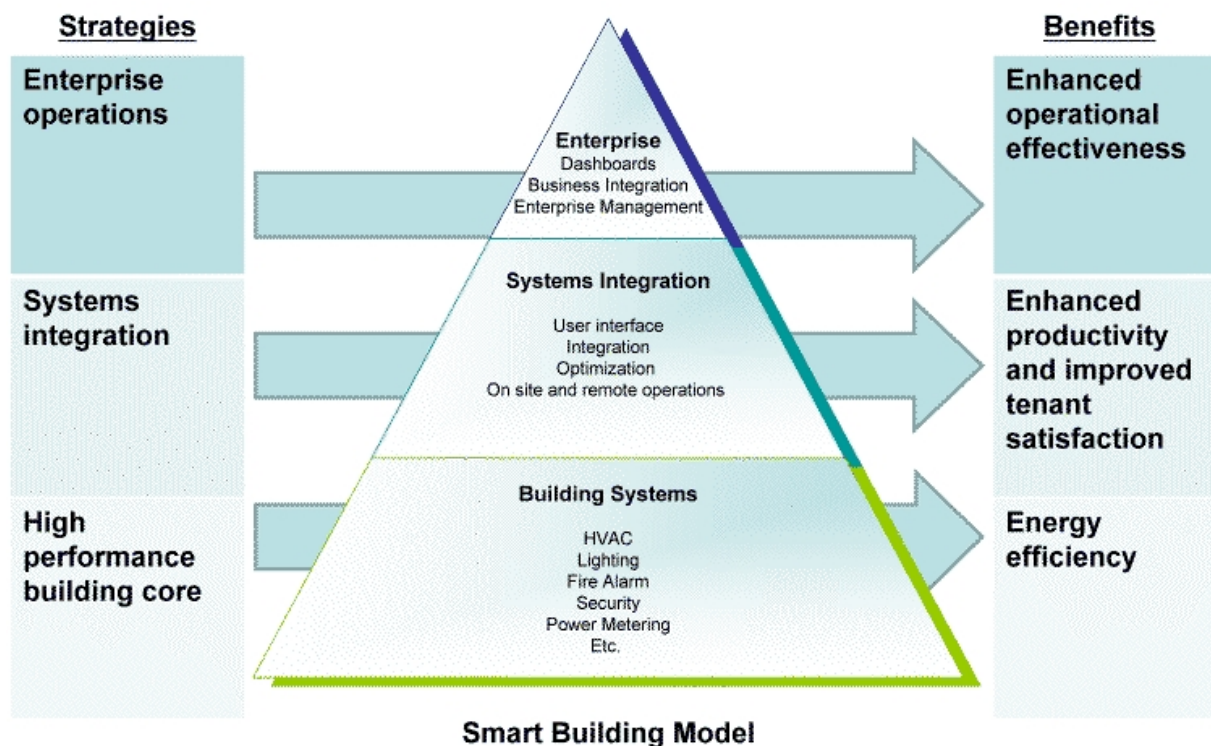 Strategies
Enterprise
operations
Systems
integration
High
performance
building core
Enterprise
Dashboards
Business Integration
Enterprise Management
Systems Integration
User interface
Integration
Optimization
On site and remote operations
Building Systems
HVAC
Lighting
Fire Alarm
Security
Power Metering
Etc.
Benefits
Enhanced
operational
effectiveness
Enhanced
productivity
and improved
tenant
satisfaction
Energy
efficiency
Smart Building Model